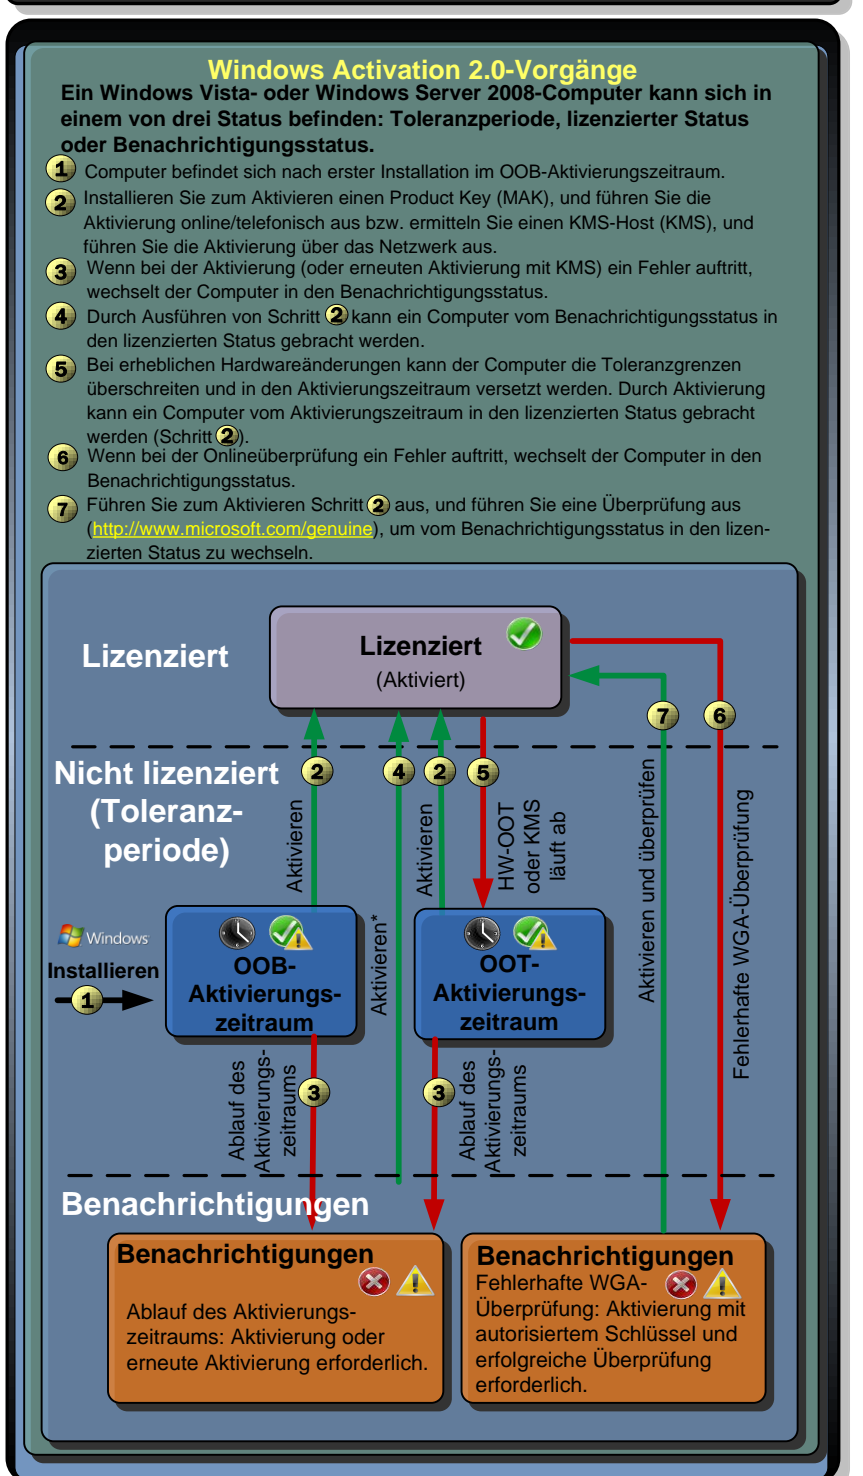 Windows Activation 2.0-Vorgänge
Ein Windows Vista- oder Windows Server 2008-Computer kann sich in
einem von drei Status befinden: Toleranzperiode, lizenzierter Status
oder Benachrichtigungsstatus.
1 Computer befindet sich nach erster Installation im OOB-Aktivierungszeitraum.
2 Installieren Sie zum Aktivieren einen Product Key (MAK), und führen Sie die
Aktivierung online/telefonisch aus bzw. ermitteln Sie einen KMS-Host (KMS), und
führen Sie die Aktivierung über das Netzwerk aus.
3 Wenn bei der Aktivierung (oder erneuten Aktivierung mit KMS) ein Fehler auftritt,
wechselt der Computer in den Benachrichtigungsstatus.
4 Durch Ausführen von Schritt 2 kann ein Computer vom Benachrichtigungsstatus in
den lizenzierten Status gebracht werden.
5 Bei erheblichen Hardwareänderungen kann der Computer die Toleranzgrenzen
überschreiten und in den Aktivierungszeitraum versetzt werden. Durch Aktivierung
kann ein Computer vom Aktivierungszeitraum in den lizenzierten Status gebracht
werden (Schritt 2).
6 Wenn bei der Onlineüberprüfung ein Fehler auftritt, wechselt der Computer in den
Benachrichtigungsstatus.
7 Führen Sie zum Aktivieren Schritt 2 aus, und führen Sie eine Überprüfung aus
(http://www.microsoft.com/genuine), um vom Benachrichtigungsstatus in den lizen-
zierten Status zu wechseln.
Lizenziert
Lizenziert
(Aktiviert)
7
6
Nicht lizenziert
(Toleranz-
periode)
2
4
2
5
Aktivieren
Aktivieren*
Aktivieren
HW-OOT
oder KMS
läuft ab
Aktivieren und überprüfen
Fehlerhafte WGA-Überprüfung
Windows
Installieren
1
OOB-
Aktivierungs-
zeitraum
OOT-
Aktivierungs-
zeitraum
Ablauf des
Aktivierungs-
zeitraums
3
3
Ablauf des
Aktivierungs-
zeitraums
Benachrichtigungen
Benachrichtigungen
Ablauf des Aktivierungs-
zeitraums: Aktivierung oder
erneute Aktivierung erforderlich.
Benachrichtigungen
Fehlerhafte WGA-
Überprüfung: Aktivierung mit
autorisiertem Schlüssel und
erfolgreiche Überprüfung
erforderlich.